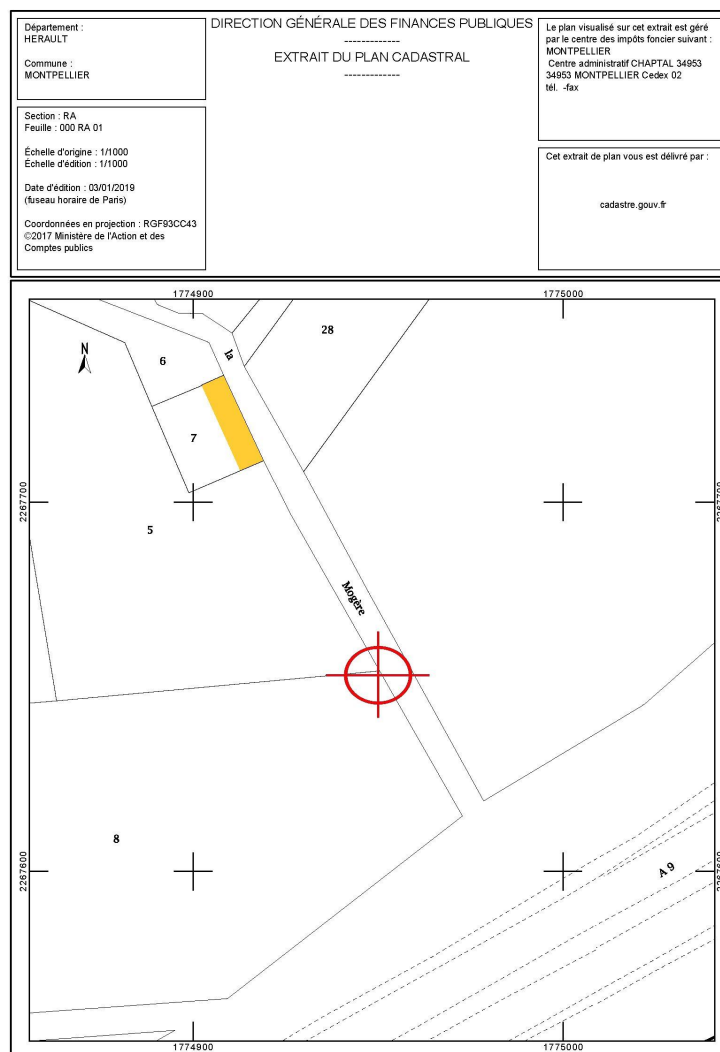 Département :
HERAULT
Commune :
MONTPELLIER
Section : RA
Feuille : 000 RA 01
Échelle d'origine : 1/1000
Échelle d'édition : 1/1000
Date d'édition : 03/01/2019
(fuseau horaire de Paris)
Coordonnées en projection : RGF93CC43
©2017 Ministère de l'Action et des
Comptes publics
DIRECTION GÉNÉRALE DES FINANCES PUBLIQUES
-------------
EXTRAIT DU PLAN CADASTRAL
-------------
Le plan visualisé sur cet extrait est géré
par le centre des impôts foncier suivant :
MONTPELLIER
Centre administratif CHAPTAL 34953
34953 MONTPELLIER Cedex 02
tél. -fax
Cet extrait de plan vous est délivré par :
cadastre.gouv.fr
1774900
1775000
28
N
6
la
7
2267700
2267700
5
Mogère
8
2267600
A 9
2267600
1774900
1775000